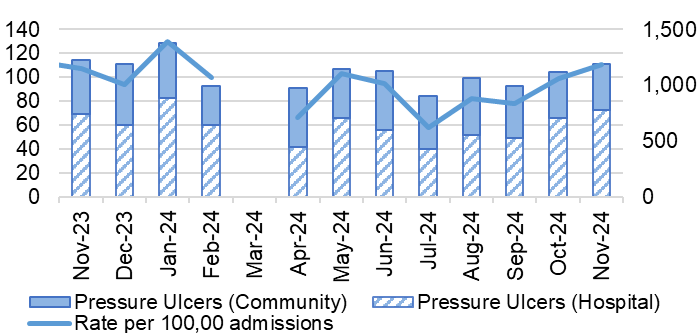 140
120
100
80
60
40
20
0
1,500
1,000
500
0
Nov-23
Dec-23
Jan-24
Feb-24
Mar-24
Apr-24
May-24
Jun-24
Jul-24
Aug-24
Sep-24
Oct-24
Nov-24
Pressure Ulcers (Community)
Pressure Ulcers (Hospital)
Rate per 100,00 admissions